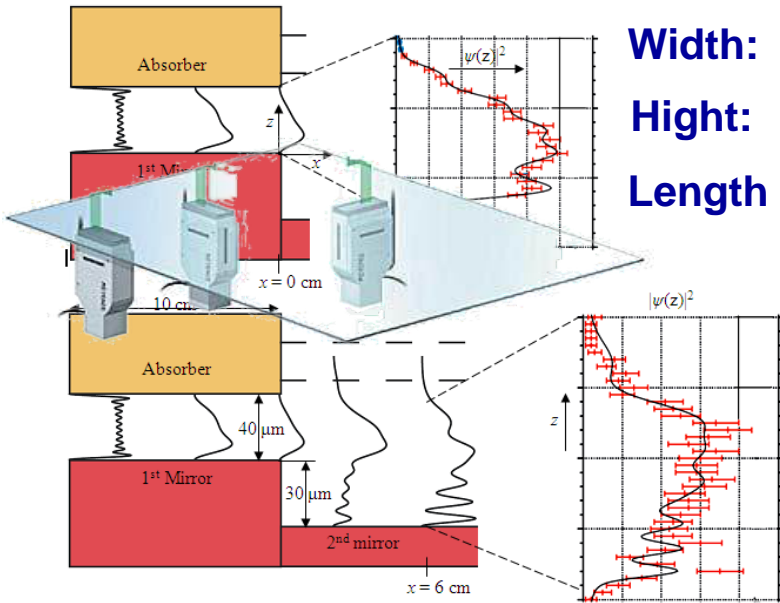 Width:
Hight:
Length
Absorber
|ψ(z)|²
z
x
1st Mir
x = 0 cm
10 cm
|ψ(z)|²
Absorber
z
40 μm
1st Mirror
30 μm
2nd mirror
x = 6 cm